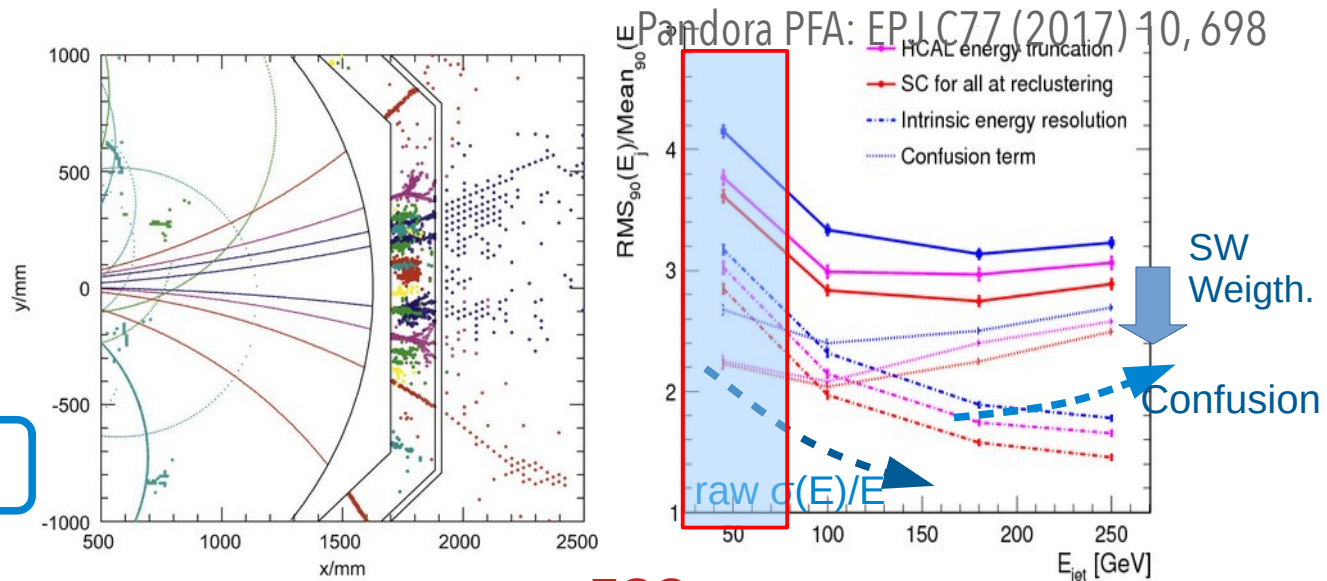 Pandora PFA: EPJ C77 (2017) 10, 698
1000
500
0
-500
-1000
y/mm
500
1000
1500
2000
2500
x/mm
RMS90(Ej)/Mean90(E
HCAL energy truncation
SC for all at reclustering
Intrinsic energy resolution
Confusion term
4
3
2
1
50
100
150
200
250
Ejet [GeV]
raw σ(E)/E
SW
Weigth.
Confusion